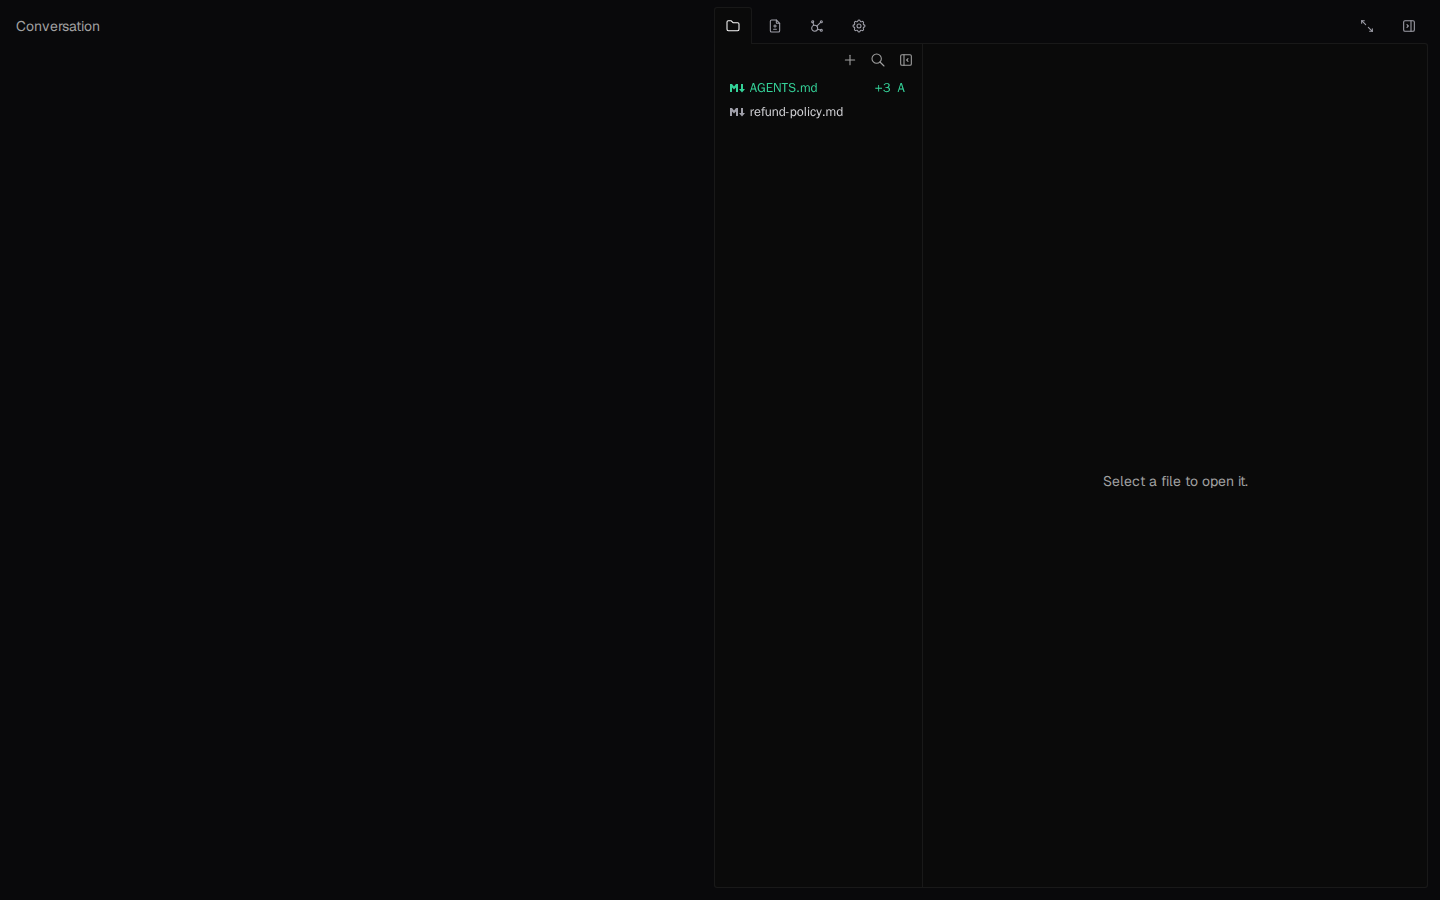 Conversation
AGENTS.md +3 A
refund-policy.md
Select a file to open it.